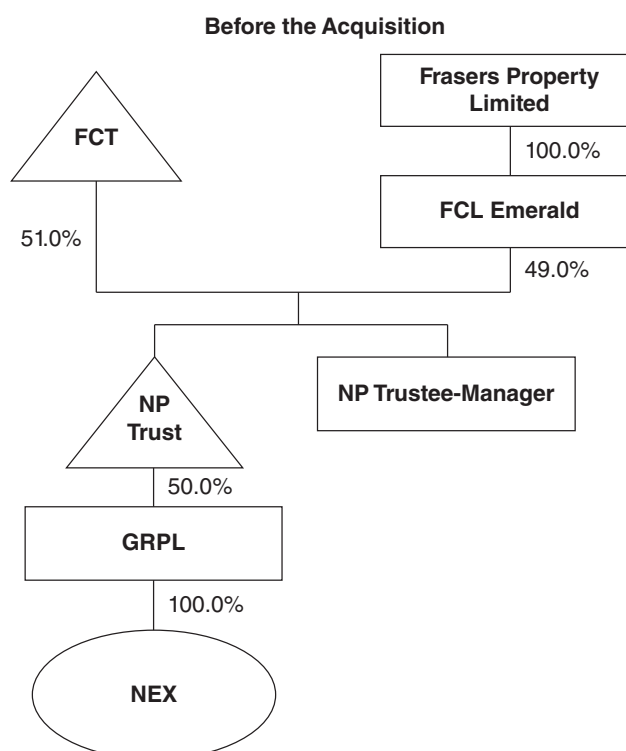 Before the Acquisition
FCT
Frasers Property
Limited
100.0%
FCL Emerald
51.0%
49.0%
NP
Trust
NP Trustee-Manager
50.0%
GRPL
100.0%
NEX